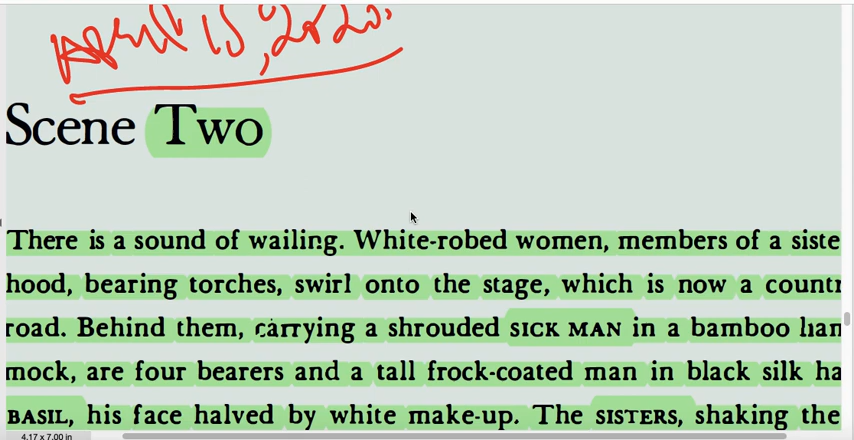 April 15, 2020.
Scene Two
There is a sound of wailing. White-robed women, members of a siste
hood, bearing torches, swirl onto the stage, which is now a countr
road. Behind them, carrying a shrouded SICK MAN in a bamboo ham
mock, are four bearers and a tall frock-coated man in black silk ha
BASIL, his face halved by white make-up. The SISTERS, shaking the
4.17 x 7.00 in